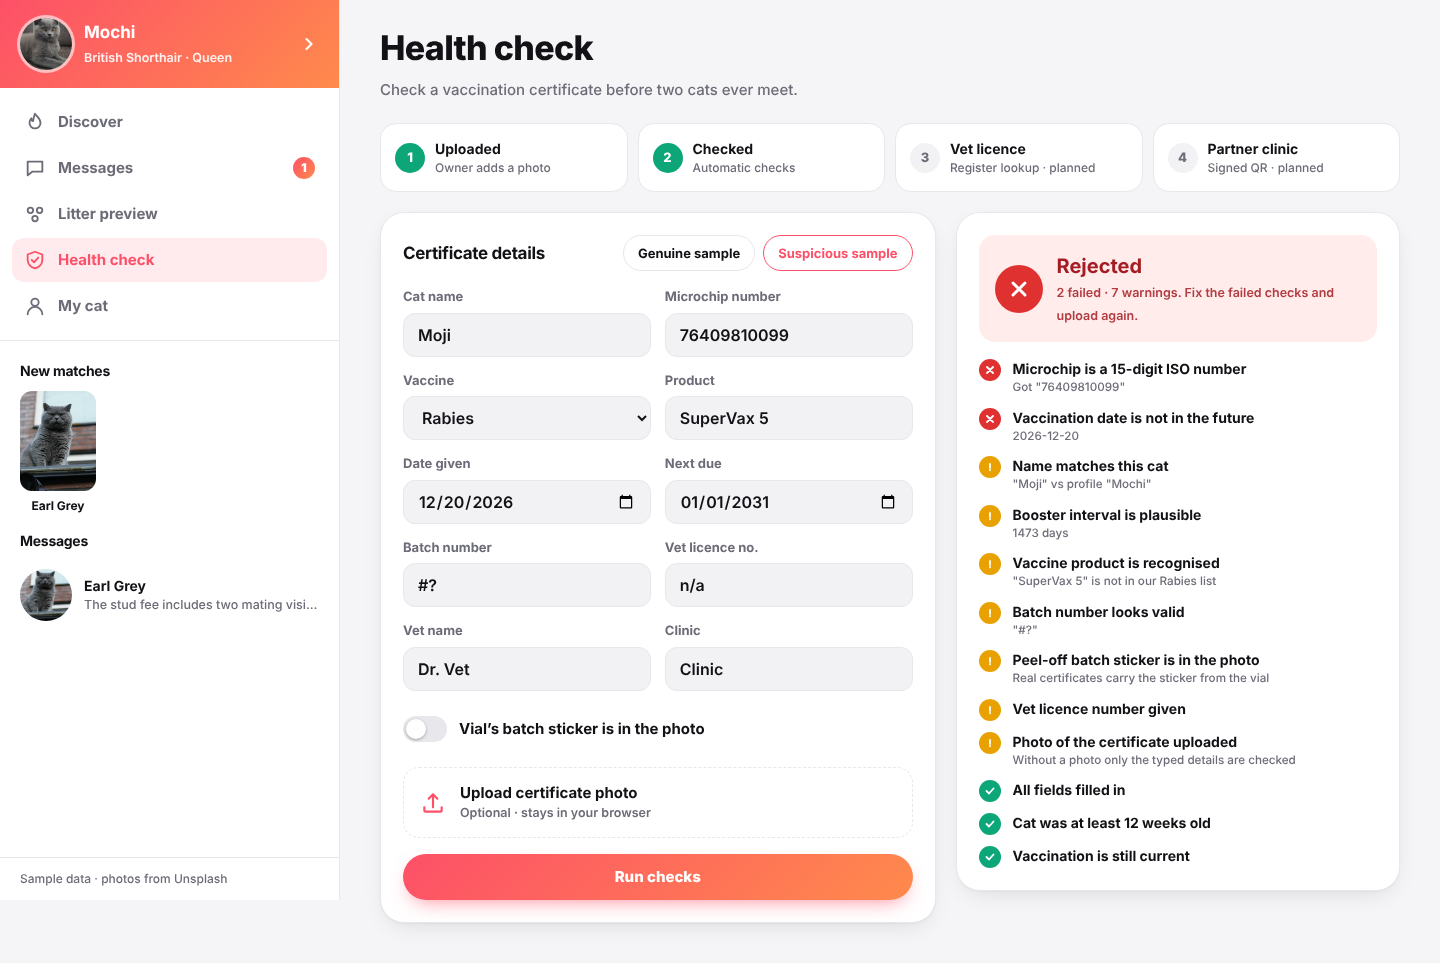 Mochi
British Shorthair · Queen
Discover
Messages
1
Litter preview
Health check
My cat
New matches
Earl Grey
Messages
Earl Grey
The stud fee includes two mating visi...
Sample data · photos from Unsplash
Health check
Check a vaccination certificate before two cats ever meet.
1
Uploaded
Owner adds a photo
2
Checked
Automatic checks
3
Vet licence
Register lookup · planned
4
Partner clinic
Signed QR · planned
Certificate details
Genuine sample
Suspicious sample
Cat name
Microchip number
Moji
76409810099
Vaccine
Product
Rabies
SuperVax 5
Date given
Next due
12/20/2026
01/01/2031
Batch number
Vet licence no.
#?
n/a
Vet name
Clinic
Dr. Vet
Clinic
Vial’s batch sticker is in the photo
Upload certificate photo
Optional · stays in your browser
Run checks
Rejected
2 failed · 7 warnings. Fix the failed checks and
upload again.
Microchip is a 15-digit ISO number
Got "76409810099"
Vaccination date is not in the future
2026-12-20
Name matches this cat
"Moji" vs profile "Mochi"
Booster interval is plausible
1473 days
Vaccine product is recognised
"SuperVax 5" is not in our Rabies list
Batch number looks valid
"#?"
Peel-off batch sticker is in the photo
Real certificates carry the sticker from the vial
Vet licence number given
Photo of the certificate uploaded
Without a photo only the typed details are checked
All fields filled in
Cat was at least 12 weeks old
Vaccination is still current